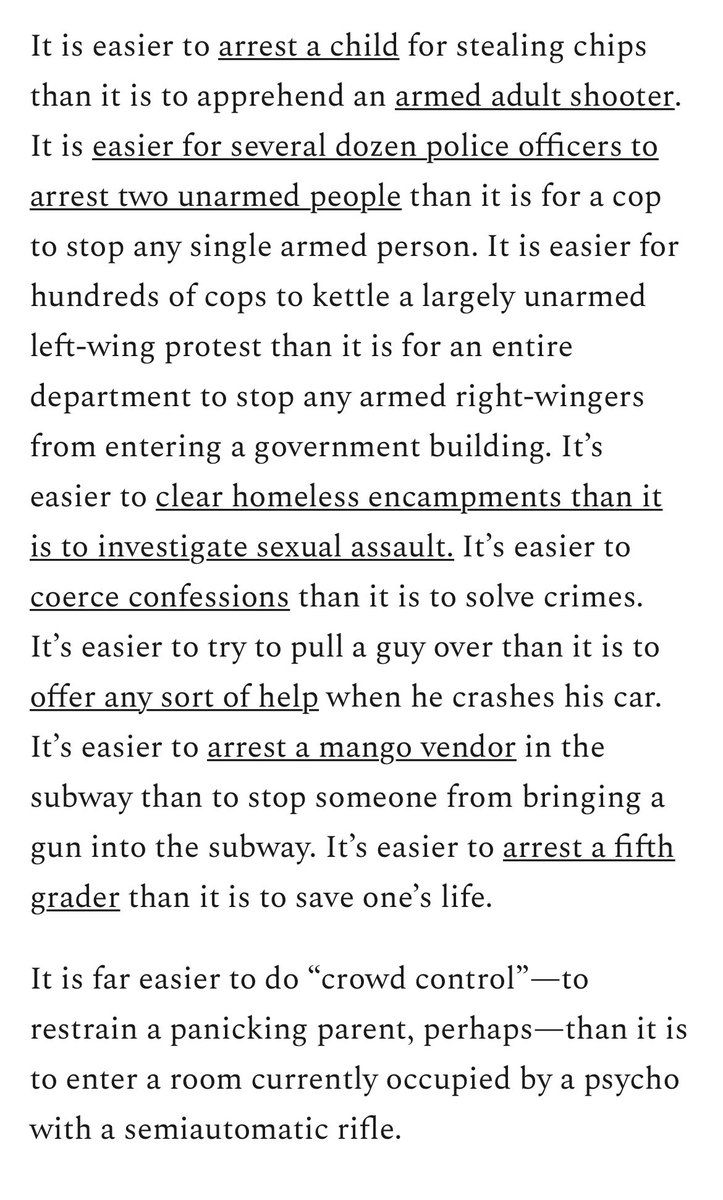 It is easier to arrest a child for stealing chips
than it is to apprehend an armed adult shooter.
It is easier for several dozen police officers to
arrest two unarmed people than it is for a cop
to stop any single armed person. It is easier for
hundreds of cops to kettle a largely unarmed
left-wing protest than it is for an entire
department to stop any armed right-wingers
from entering a government building. It’s
easier to clear homeless encampments than it
is to investigate sexual assault. It’s easier to
coerce confessions than it is to solve crimes.
It’s easier to try to pull a guy over than it is to
offer any sort of help when he crashes his car.
It’s easier to arrest a mango vendor in the
subway than to stop someone from bringing a
gun into the subway. It’s easier to arrest a fifth
grader than it is to save one’s life.
It is far easier to do “crowd control”—to
restrain a panicking parent, perhaps—than it is
to enter a room currently occupied by a psycho
with a semiautomatic rifle.